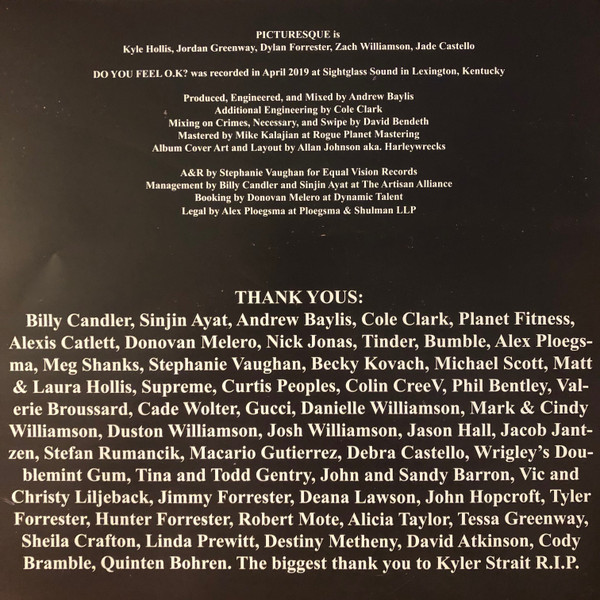 PICTURESQUE is
Kyle Hollis, Jordan Greenway, Dylan Forrester, Zach Williamson, Jade Castello
DO YOU FEEL O.K? was recorded in April 2019 at Sightglass Sound in Lexington, Kentucky
Produced, Engineered, and Mixed by Andrew Baylis
Additional Engineering by Cole Clark
Mixing on Crimes, Necessary, and Swipe by David Bendeth
Mastered by Mike Kalajian at Rogue Planet Mastering
Album Cover Art and Layout by Allan Johnson aka. Harleywrecks
A&R by Stephanie Vaughan for Equal Vision Records
Management by Billy Candler and Sinjin Ayat at The Artisan Alliance
Booking by Donovan Melero at Dynamic Talent
Legal by Alex Ploegsma at Ploegsma & Shulman LLP
THANK YOUS:
Billy Candler, Sinjin Ayat, Andrew Baylis, Cole Clark, Planet Fitness,
Alexis Catlett, Donovan Melero, Nick Jonas, Tinder, Bumble, Alex Ploegs-
ma, Meg Shanks, Stephanie Vaughan, Becky Kovach, Michael Scott, Matt
& Laura Hollis, Supreme, Curtis Peoples, Colin CreeV, Phil Bentley, Val-
erie Broussard, Cade Wolter, Gucci, Danielle Williamson, Mark & Cindy
Williamson, Duston Williamson, Josh Williamson, Jason Hall, Jacob Jant-
zen, Stefan Rumancik, Macario Gutierrez, Debra Castello, Wrigley's Dou-
blemint Gum, Tina and Todd Gentry, John and Sandy Barron, Vic and
Christy Liljeback, Jimmy Forrester, Deana Lawson, John Hopcroft, Tyler
Forrester, Hunter Forrester, Robert Mote, Alicia Taylor, Tessa Greenway,
Sheila Crafton, Linda Prewitt, Destiny Metheny, David Atkinson, Cody
Bramble, Quinten Bohren. The biggest thank you to Kyler Strait R.I.P.